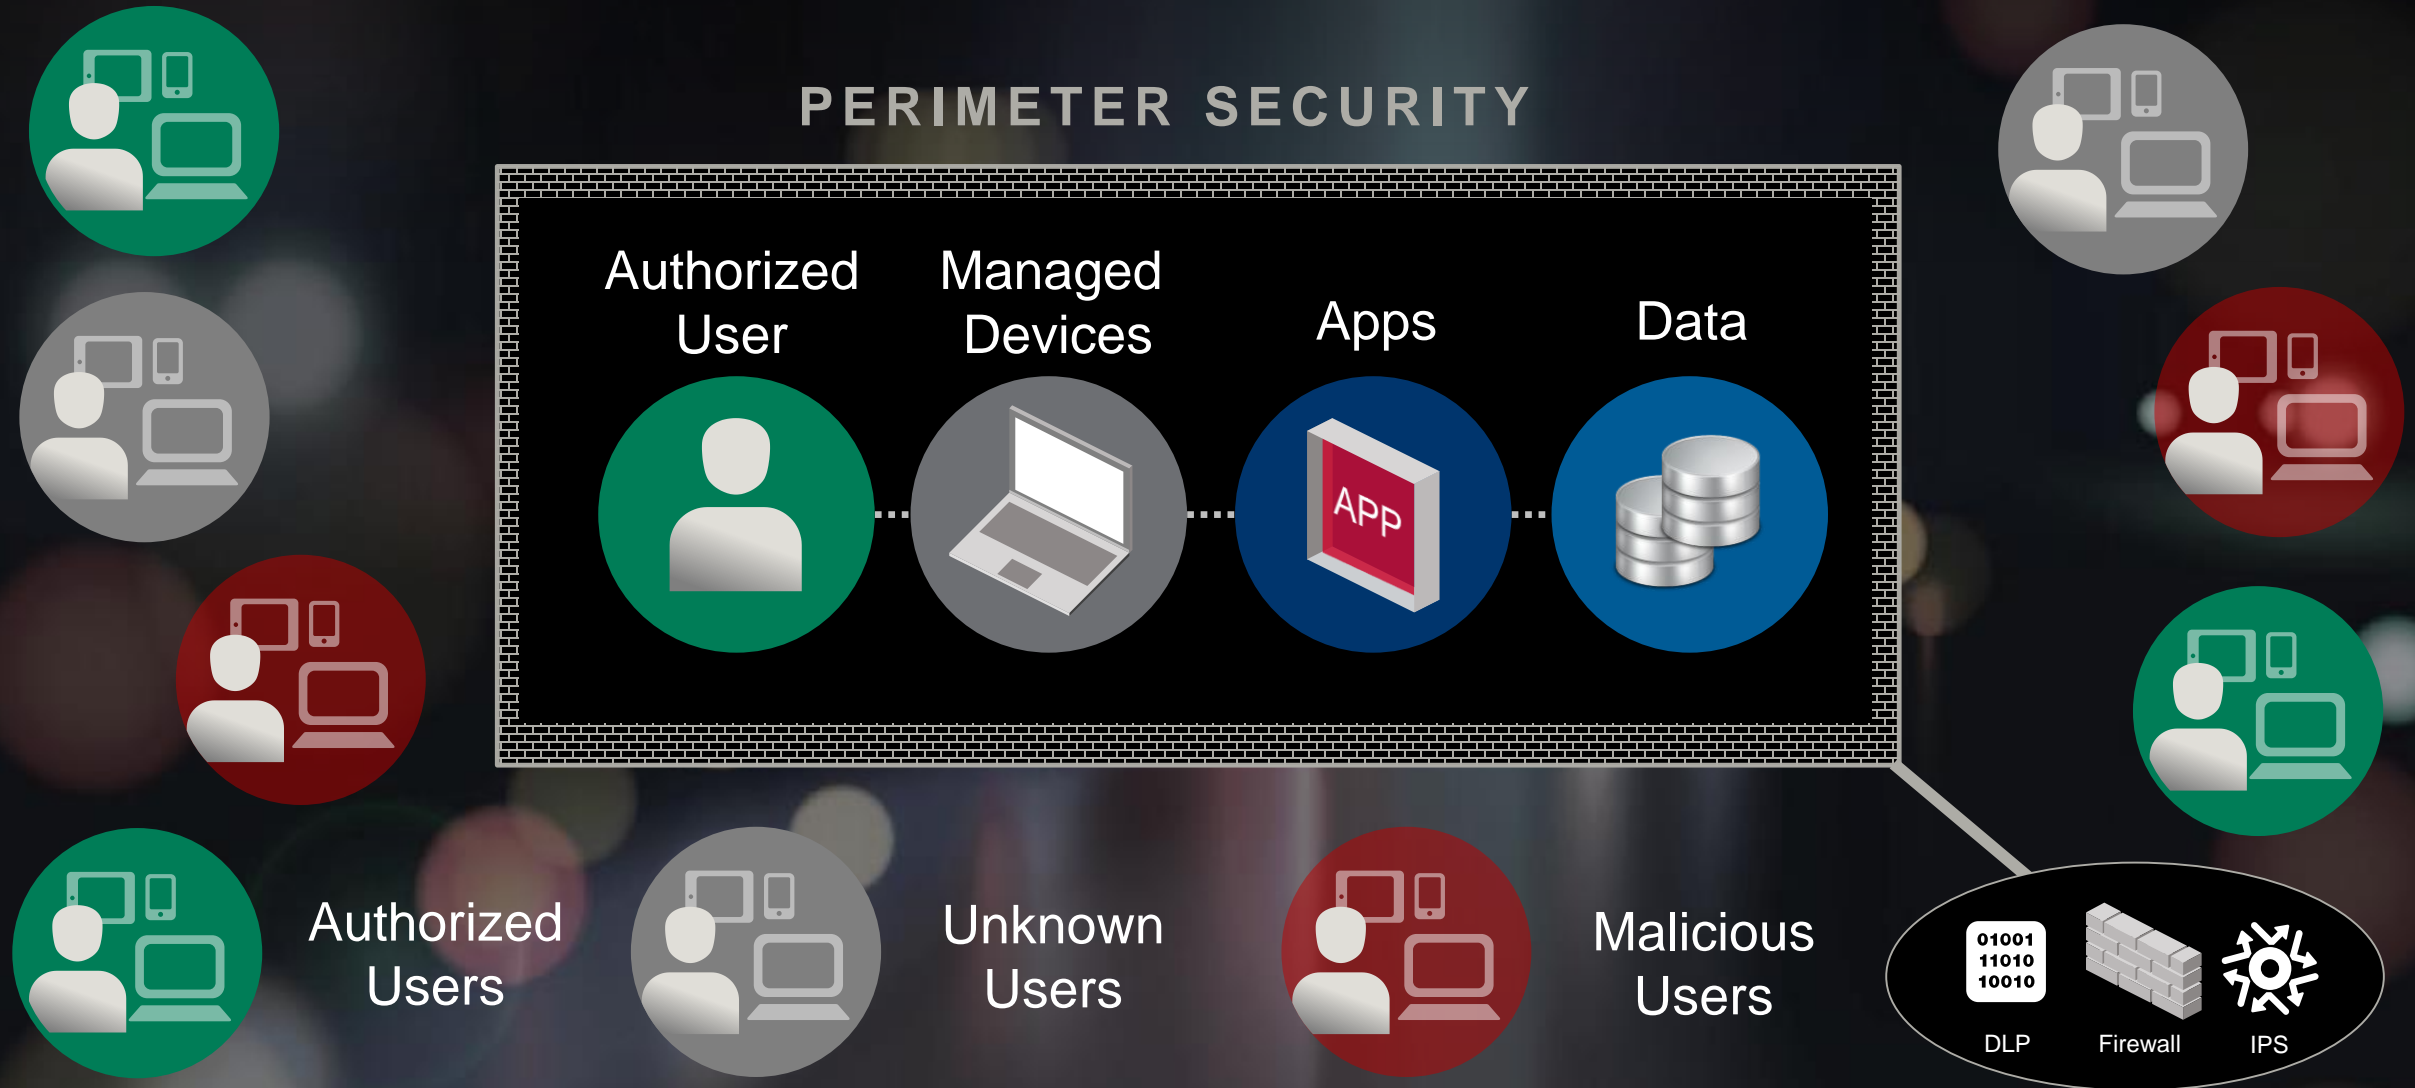 PERIMETER SECURITY
Authorized
User
Managed
Devices
Apps
Data
APP
Authorized
Users
Unknown
Users
Malicious
Users
01001
11010
10010
DLP
Firewall
IPS